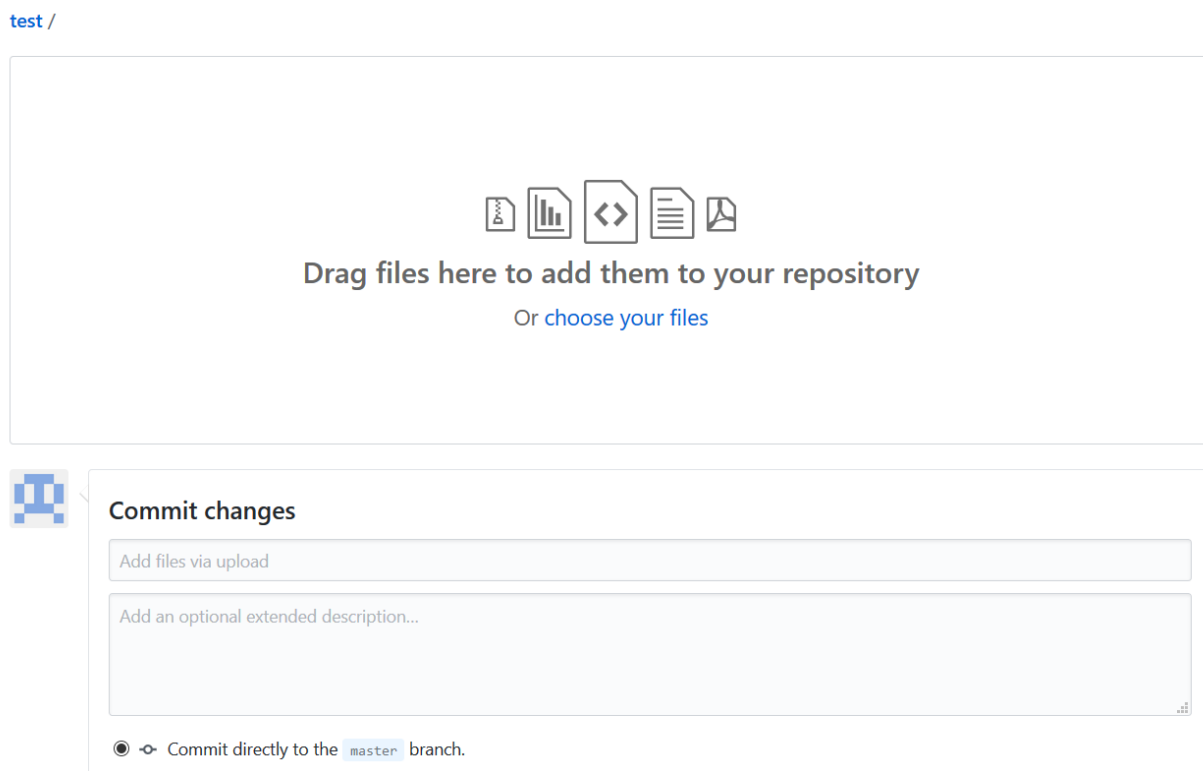 test /
Drag files here to add them to your repository
Or choose your files
Commit changes
Add files via upload
Add an optional extended description...
Commit directly to the master branch.